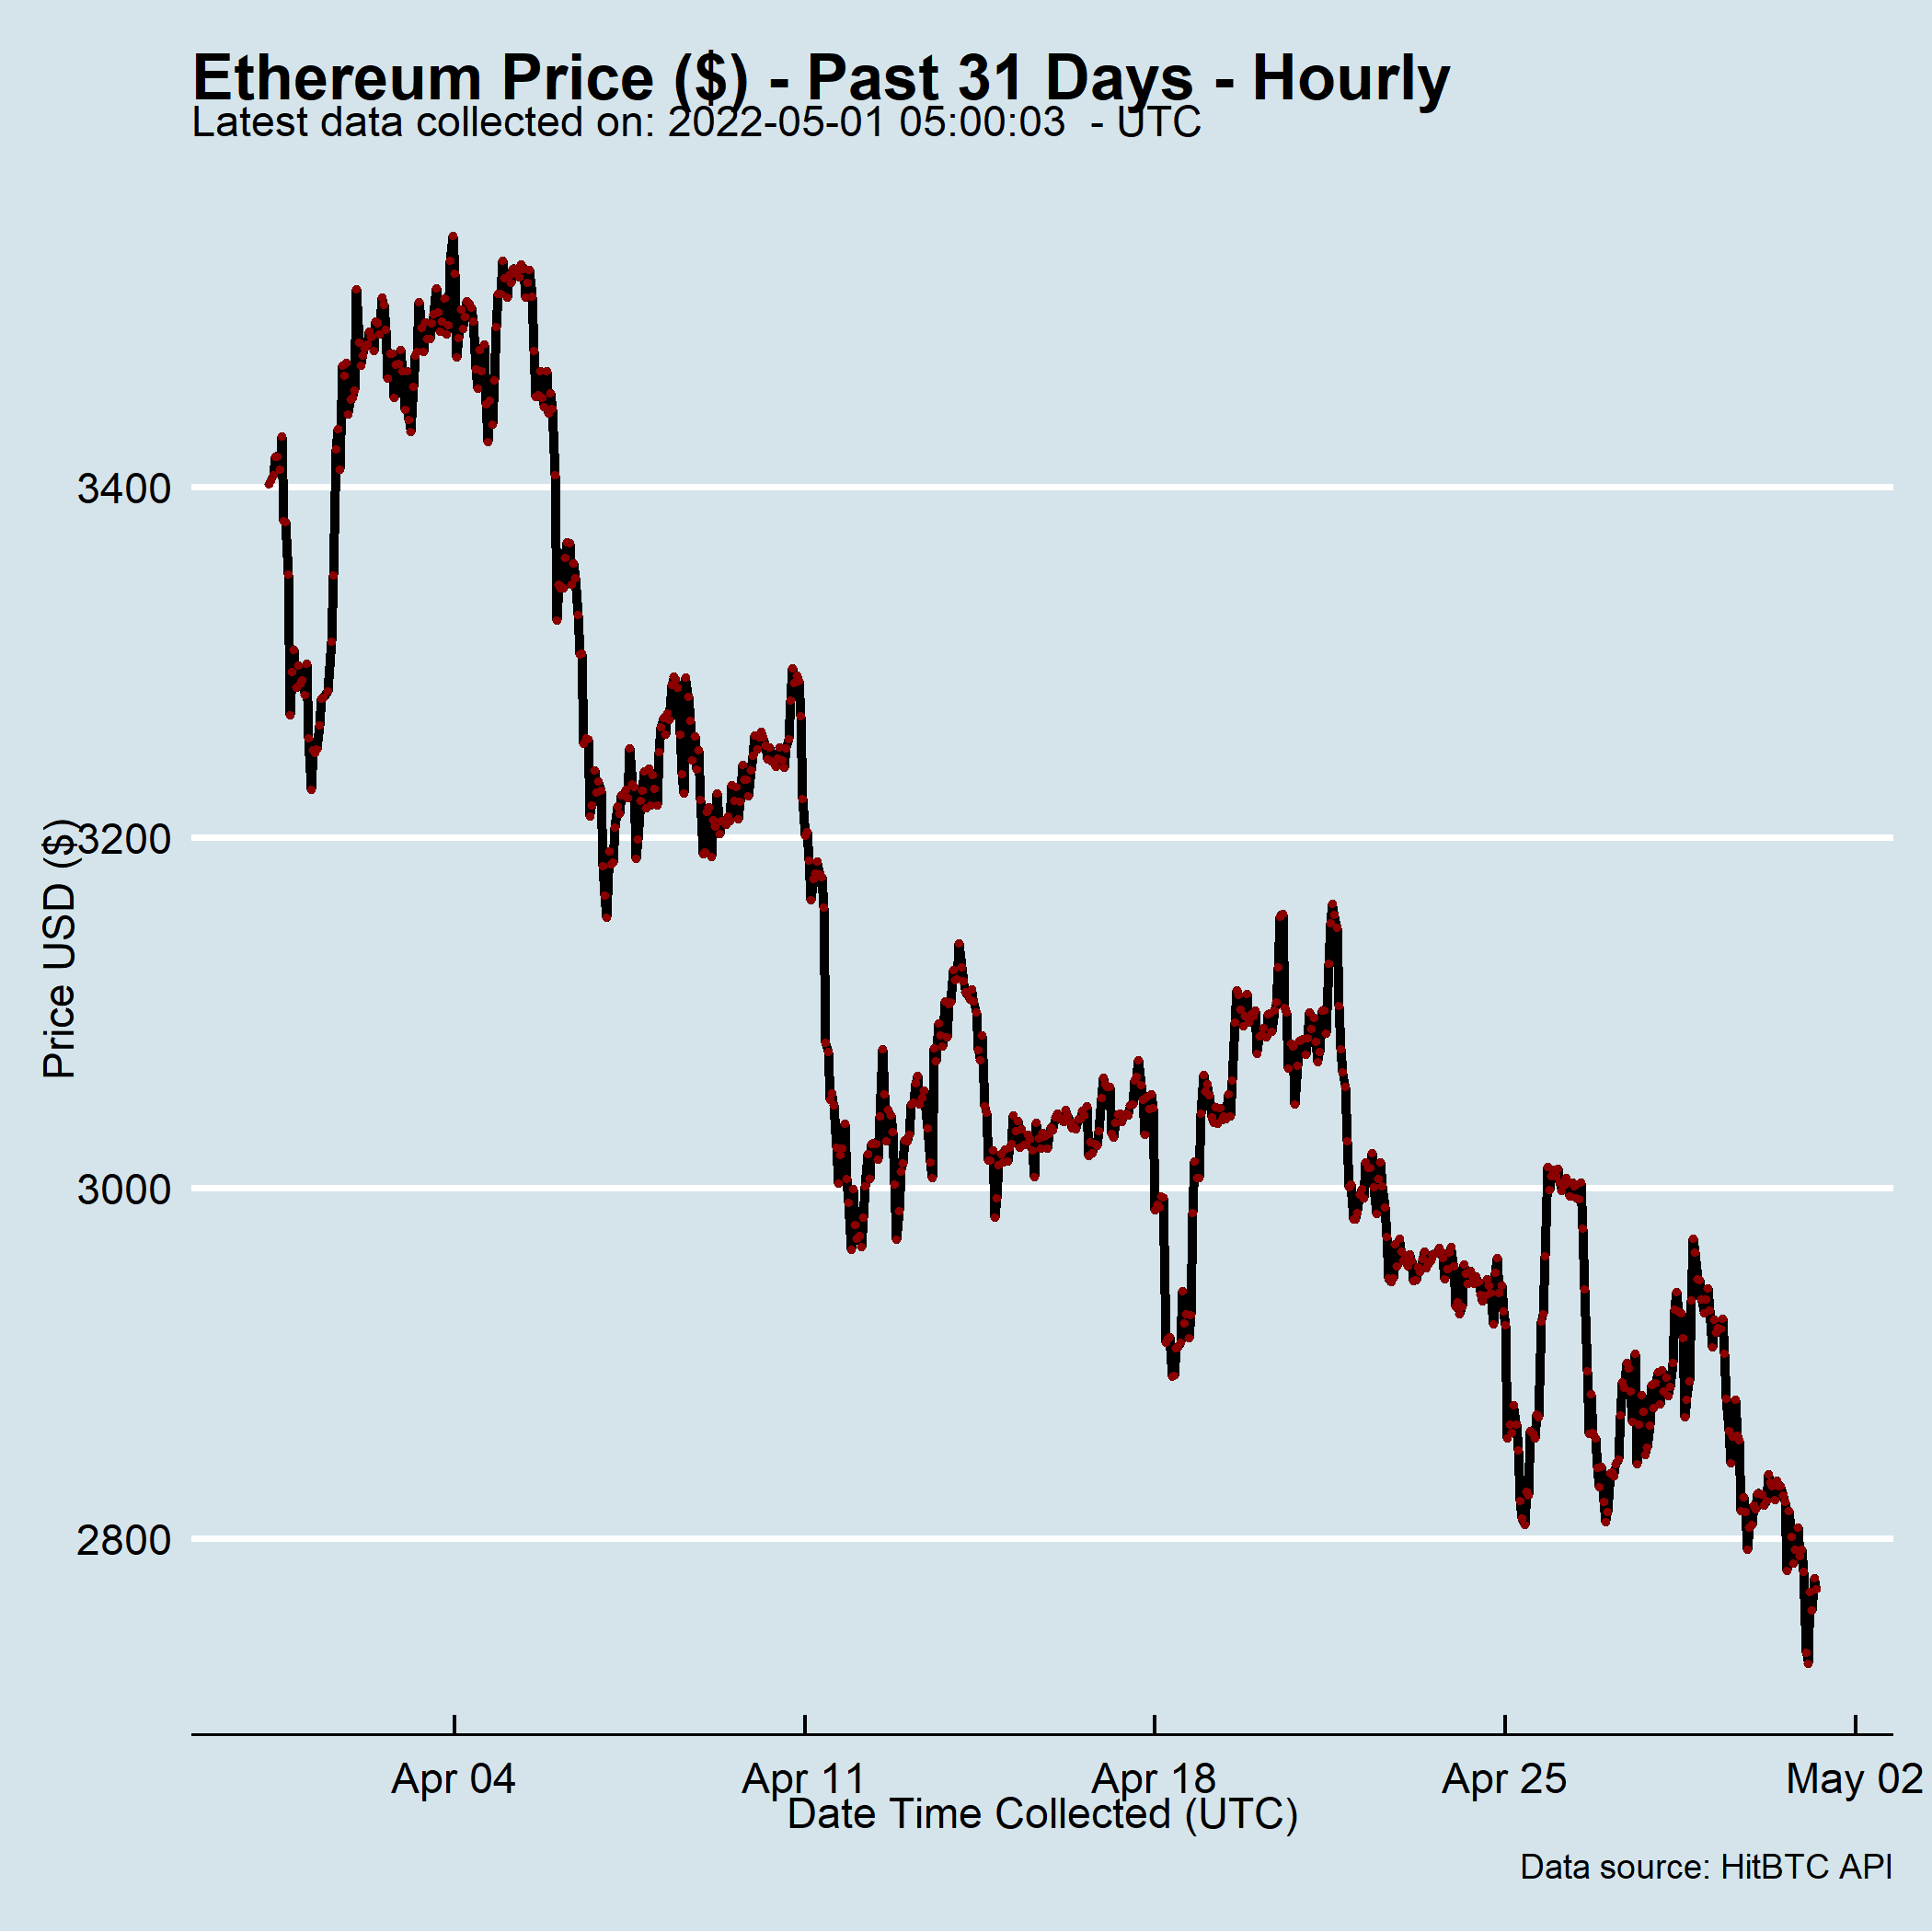 Ethereum Price ($) - Past 31 Days - Hourly
Latest data collected on: 2022-05-01 05:00:03  - UTC
3400
3200
3000
2800
Price USD ($)
Apr 04
Apr 11
Apr 18
Apr 25
May 02
Date Time Collected (UTC)
Data source: HitBTC API